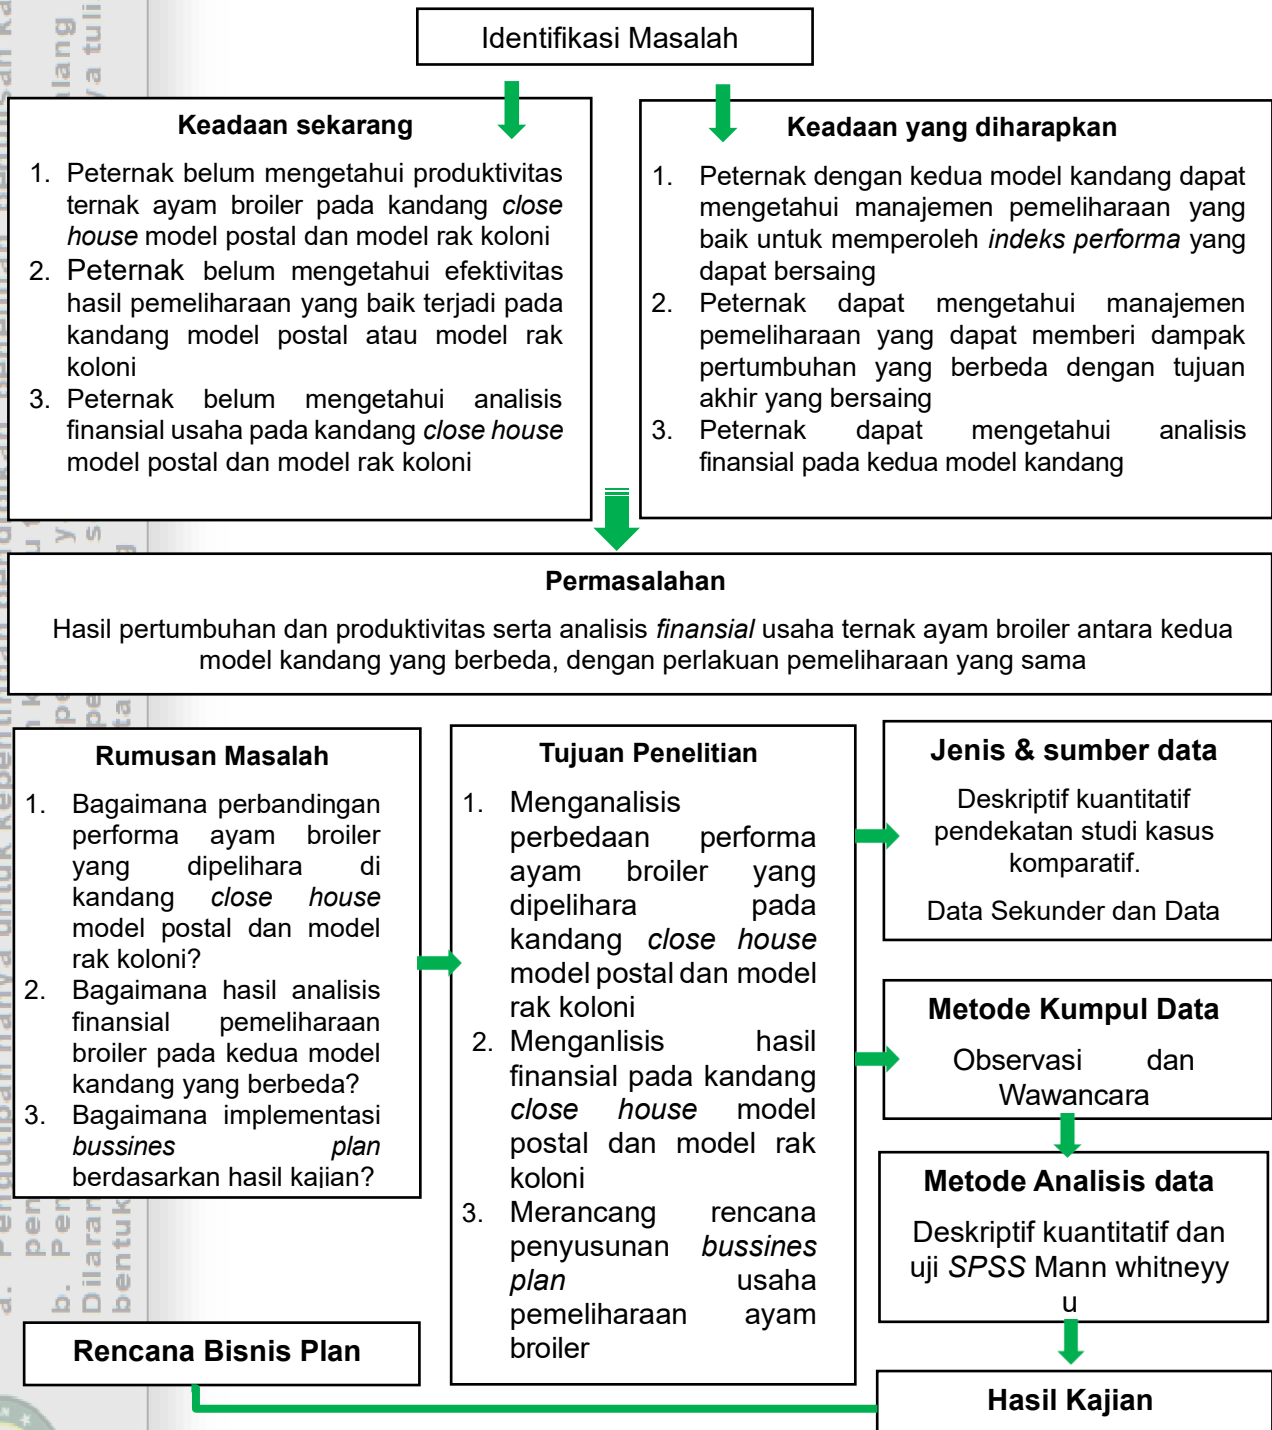 Identifikasi Masalah
Keadaan sekarang
1. Peternak belum mengetahui produktivitas
ternak ayam broiler pada kandang close
house model postal dan model rak koloni
2. Peternak belum mengetahui efektivitas
hasil pemeliharaan yang baik terjadi pada
kandang model postal atau model rak
koloni
3. Peternak belum mengetahui analisis
finansial usaha pada kandang close house
model postal dan model rak koloni
Keadaan yang diharapkan
1. Peternak dengan kedua model kandang dapat
mengetahui manajemen pemeliharaan yang
baik untuk memperoleh indeks performa yang
dapat bersaing
2. Peternak dapat mengetahui manajemen
pemeliharaan yang dapat memberi dampak
pertumbuhan yang berbeda dengan tujuan
akhir yang bersaing
3. Peternak dapat mengetahui analisis
finansial pada kedua model kandang
Permasalahan
Hasil pertumbuhan dan produktivitas serta analisis finansial usaha ternak ayam broiler antara kedua
model kandang yang berbeda, dengan perlakuan pemeliharaan yang sama
Rumusan Masalah
1. Bagaimana perbandingan
performa ayam broiler
yang dipelihara di
kandang close house
model postal dan model
rak koloni?
2. Bagaimana hasil analisis
finansial pemeliharaan
broiler pada kedua model
kandang yang berbeda?
3. Bagaimana implementasi
bussines plan
berdasarkan hasil kajian?
Tujuan Penelitian
1. Menganalisis
perbedaan performa
ayam broiler yang
dipelihara pada
kandang close house
model postal dan model
rak koloni
2. Menganlisis hasil
finansial pada kandang
close house model
postal dan model rak
koloni
3. Merancang rencana
penyusunan bussines
plan usaha
pemeliharaan ayam
broiler
Jenis & sumber data
Deskriptif kuantitatif
pendekatan studi kasus
komparatif.
Data Sekunder dan Data
Metode Kumpul Data
Observasi dan
Wawancara
Metode Analisis data
Deskriptif kuantitatif dan
uji SPSS Mann whitneyy
u
Hasil Kajian
Rencana Bisnis Plan